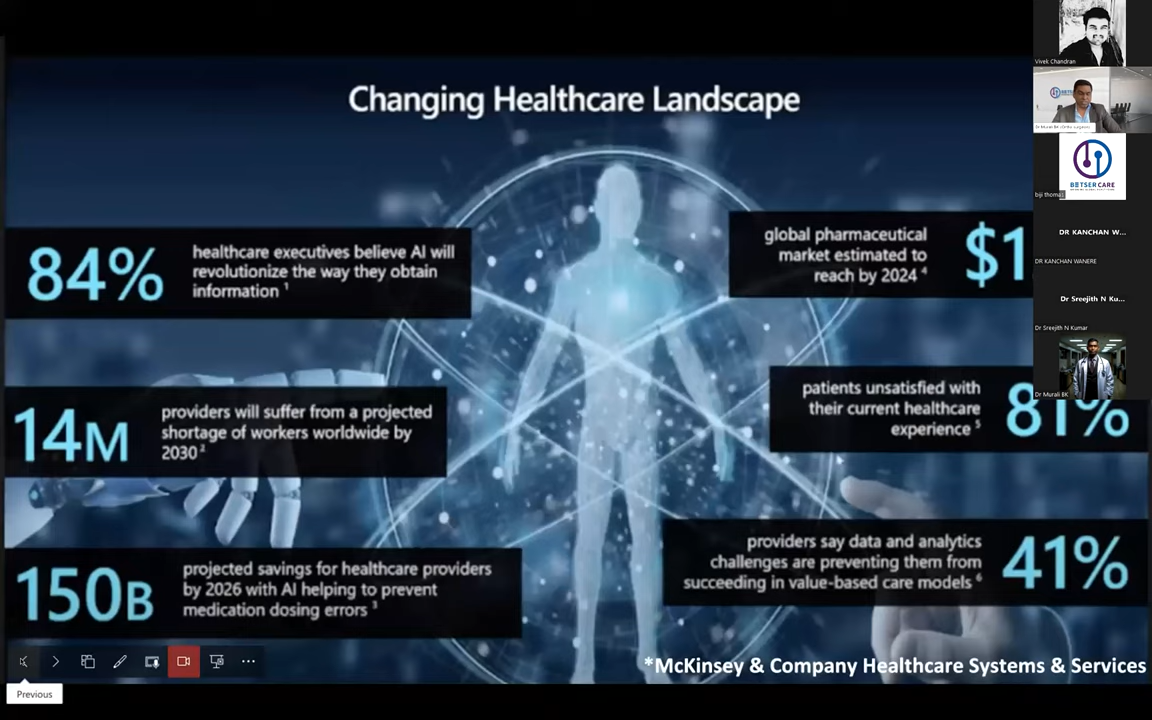 Changing Healthcare Landscape
84%
healthcare executives believe AI will
revolutionize the way they obtain
information 1
14M
providers will suffer from a projected
shortage of workers worldwide by
2030 2
150B
projected savings for healthcare providers
by 2026 with AI helping to prevent
medication dosing errors 3
global pharmaceutical
market estimated to
reach by 2024 4
$1
patients unsatisfied with
their current healthcare
experience 5
81%
providers say data and analytics
challenges are preventing them from
succeeding in value-based care models 6
41%
*McKinsey & Company Healthcare Systems & Services
Previous
Vivek Chandran
BETSER CARE
biji thomas
DR KANCHAN W...
DR KANCHAN WANERE
Dr Sreejith N Ku...
Dr Sreejith N Kumar
Dr Murali BK